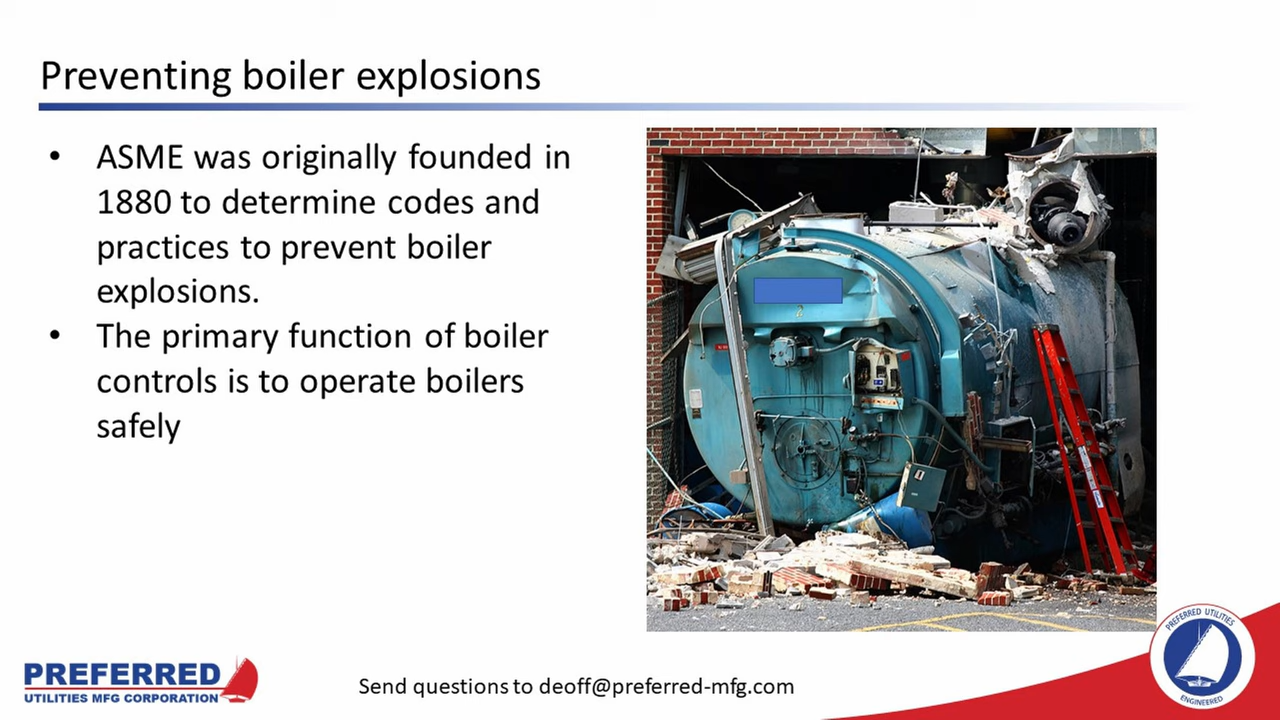 Preventing boiler explosions
• ASME was originally founded in
1880 to determine codes and
practices to prevent boiler
explosions.
• The primary function of boiler
controls is to operate boilers
safely
2
PREFERRED
UTILITIES MFG CORPORATION
Send questions to deoff@preferred-mfg.com
PREFERRED UTILITIES
ENGINEERED